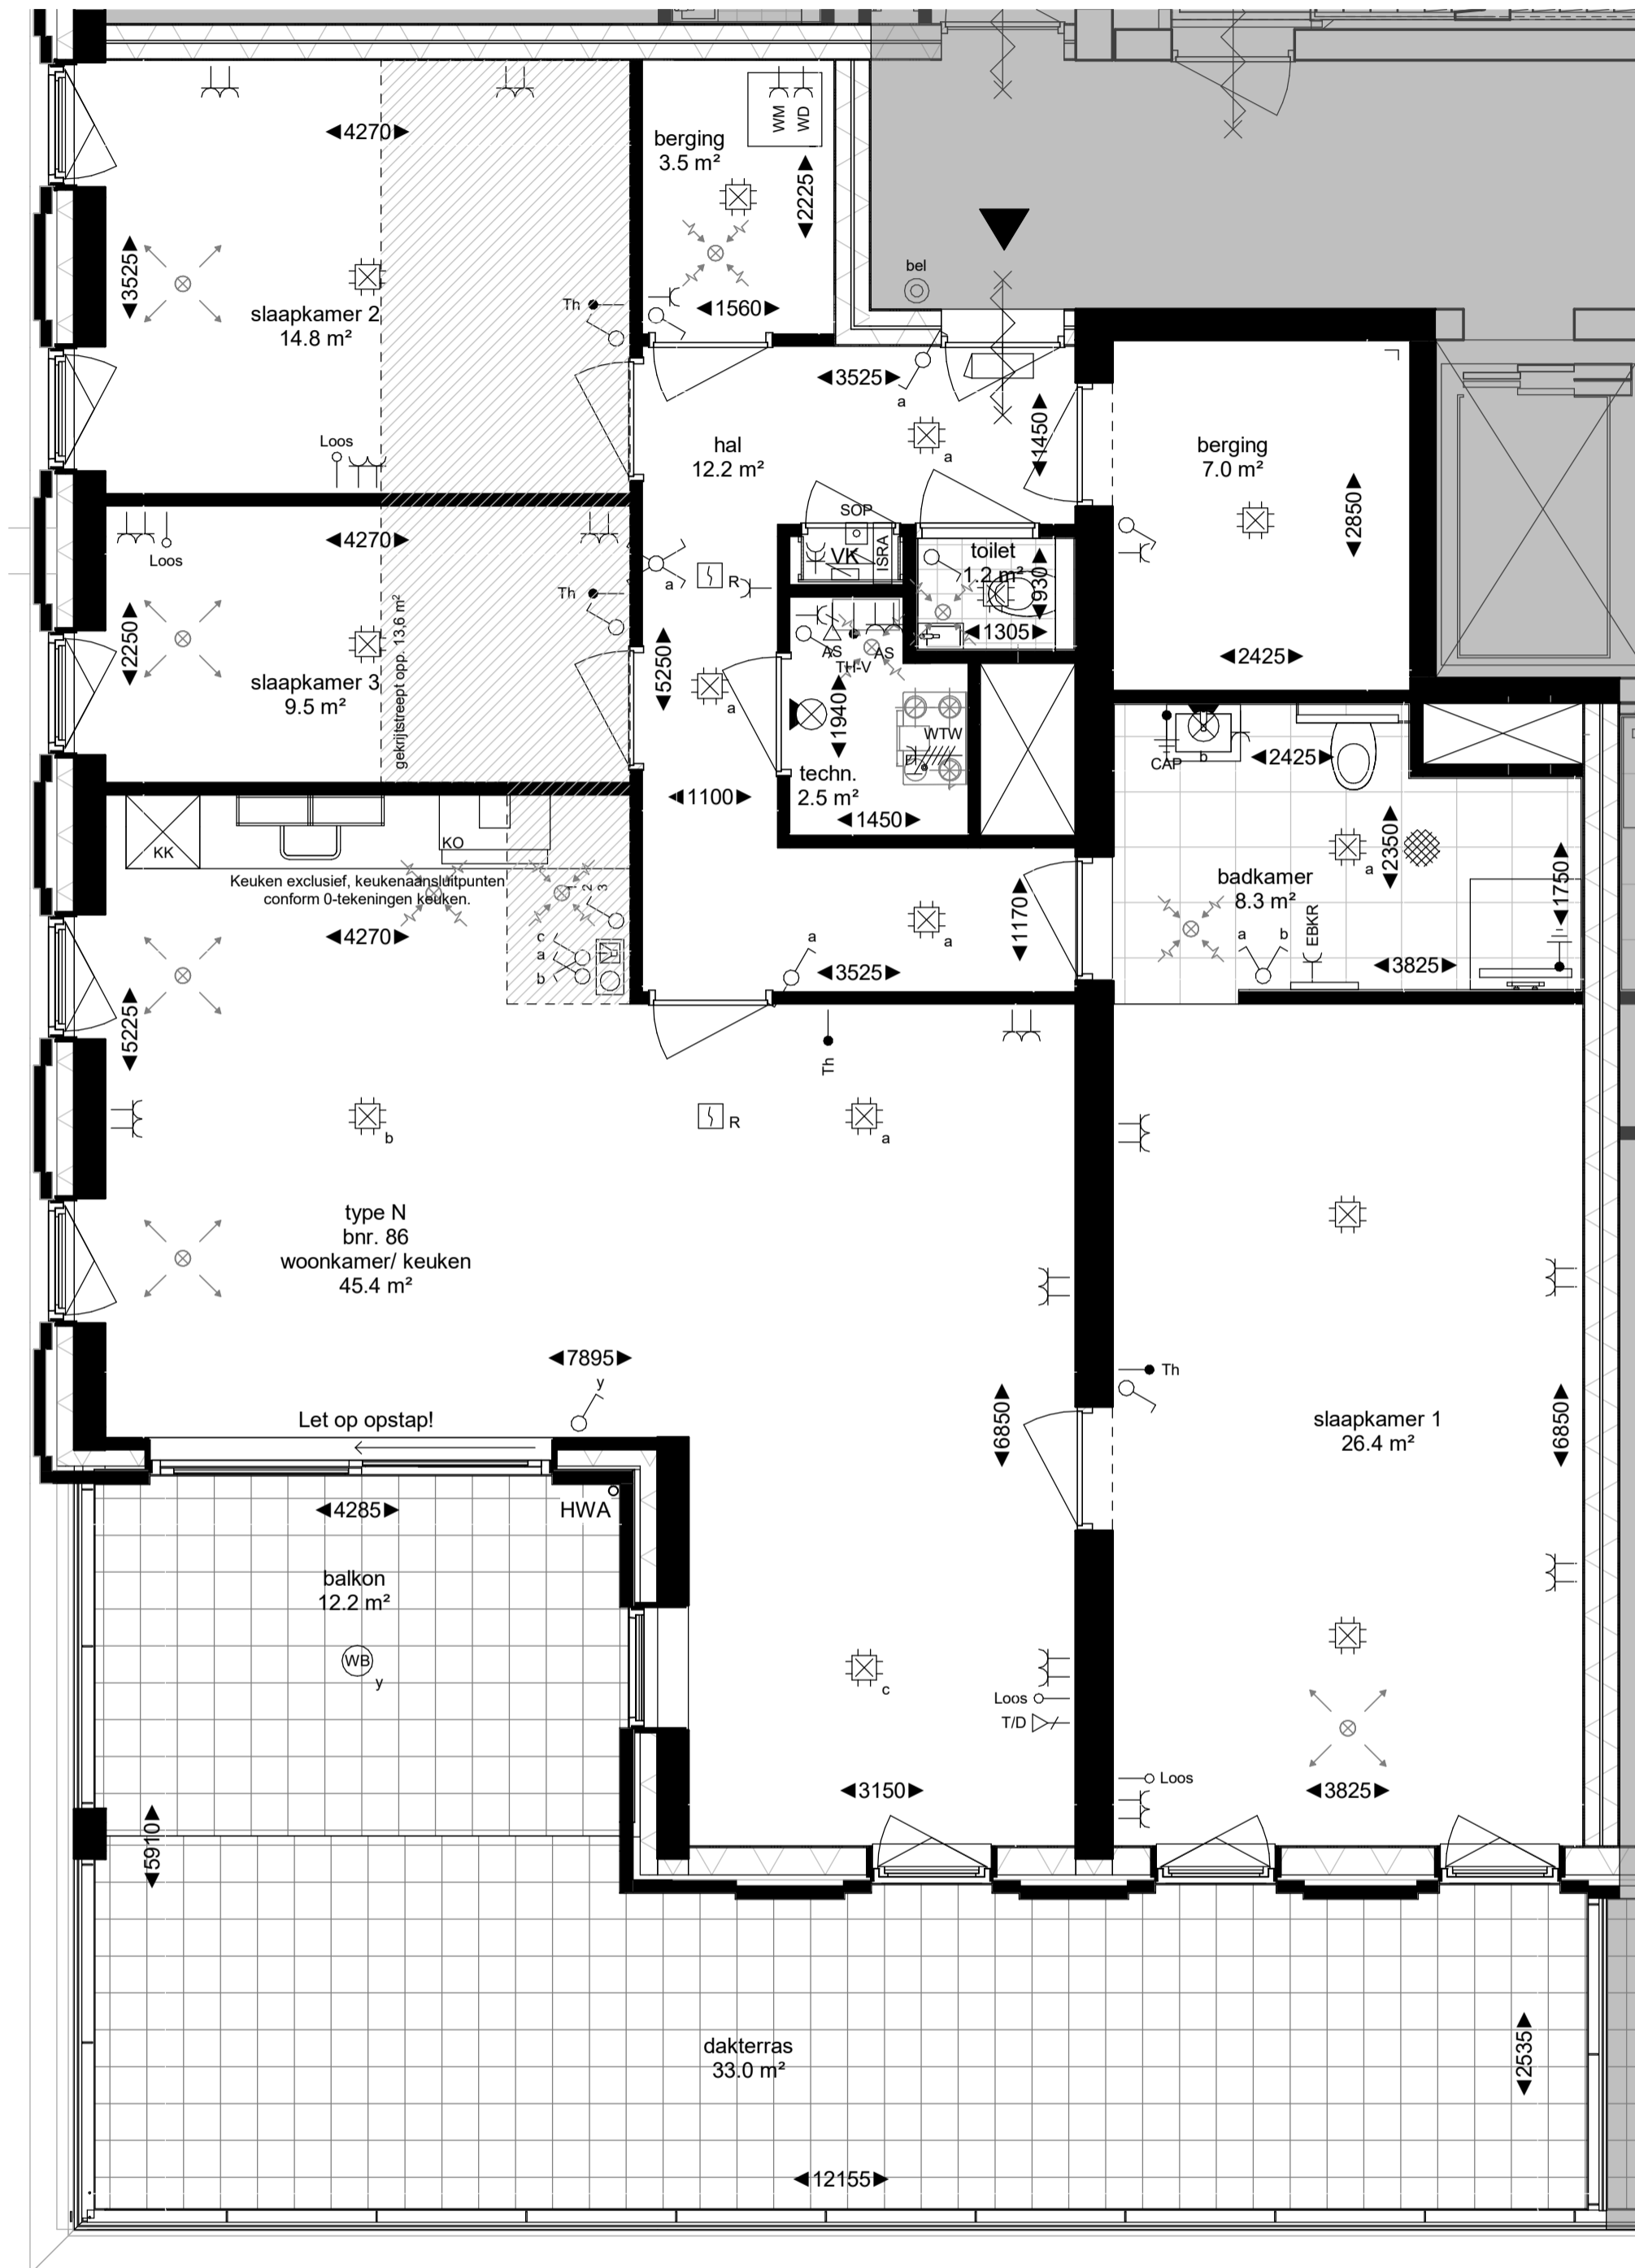 4270
berging
3.5 m²
WM
WD
2225
3525
slaapkamer 2
14.8 m²
Th
1560
bel
3525
a
1450
Loos
hal
12.2 m²
a
berging
7.0 m²
2850
Loos
4270
Th
gekrijtstreept opp. 13,6 m²
2250
slaapkamer 3
9.5 m²
a
R
5250
a
SOP
VK
ISRA
toilet
1.2 m²
930
1305
AS
AS
TH-V
1940
WTW
techn.
2.5 m²
1450
1100
2425
CAP
b
2425
2350
a
1750
badkamer
8.3 m²
a
b
EBKR
3825
KK
KO
Keuken exclusief, keukenaansluitpunten
conform 0-tekeningen keuken.
1
2
3
4270
c
a
b
a
a
3525
1170
5225
Th
b
R
a
type N
bnr. 86
woonkamer/ keuken
45.4 m²
7895
y
Let op opstap!
6850
Th
slaapkamer 1
26.4 m²
6850
4285
HWA
balkon
12.2 m²
WB
y
c
Loos
T/D
Loos
3150
3825
5910
dakterras
33.0 m²
2535
12155